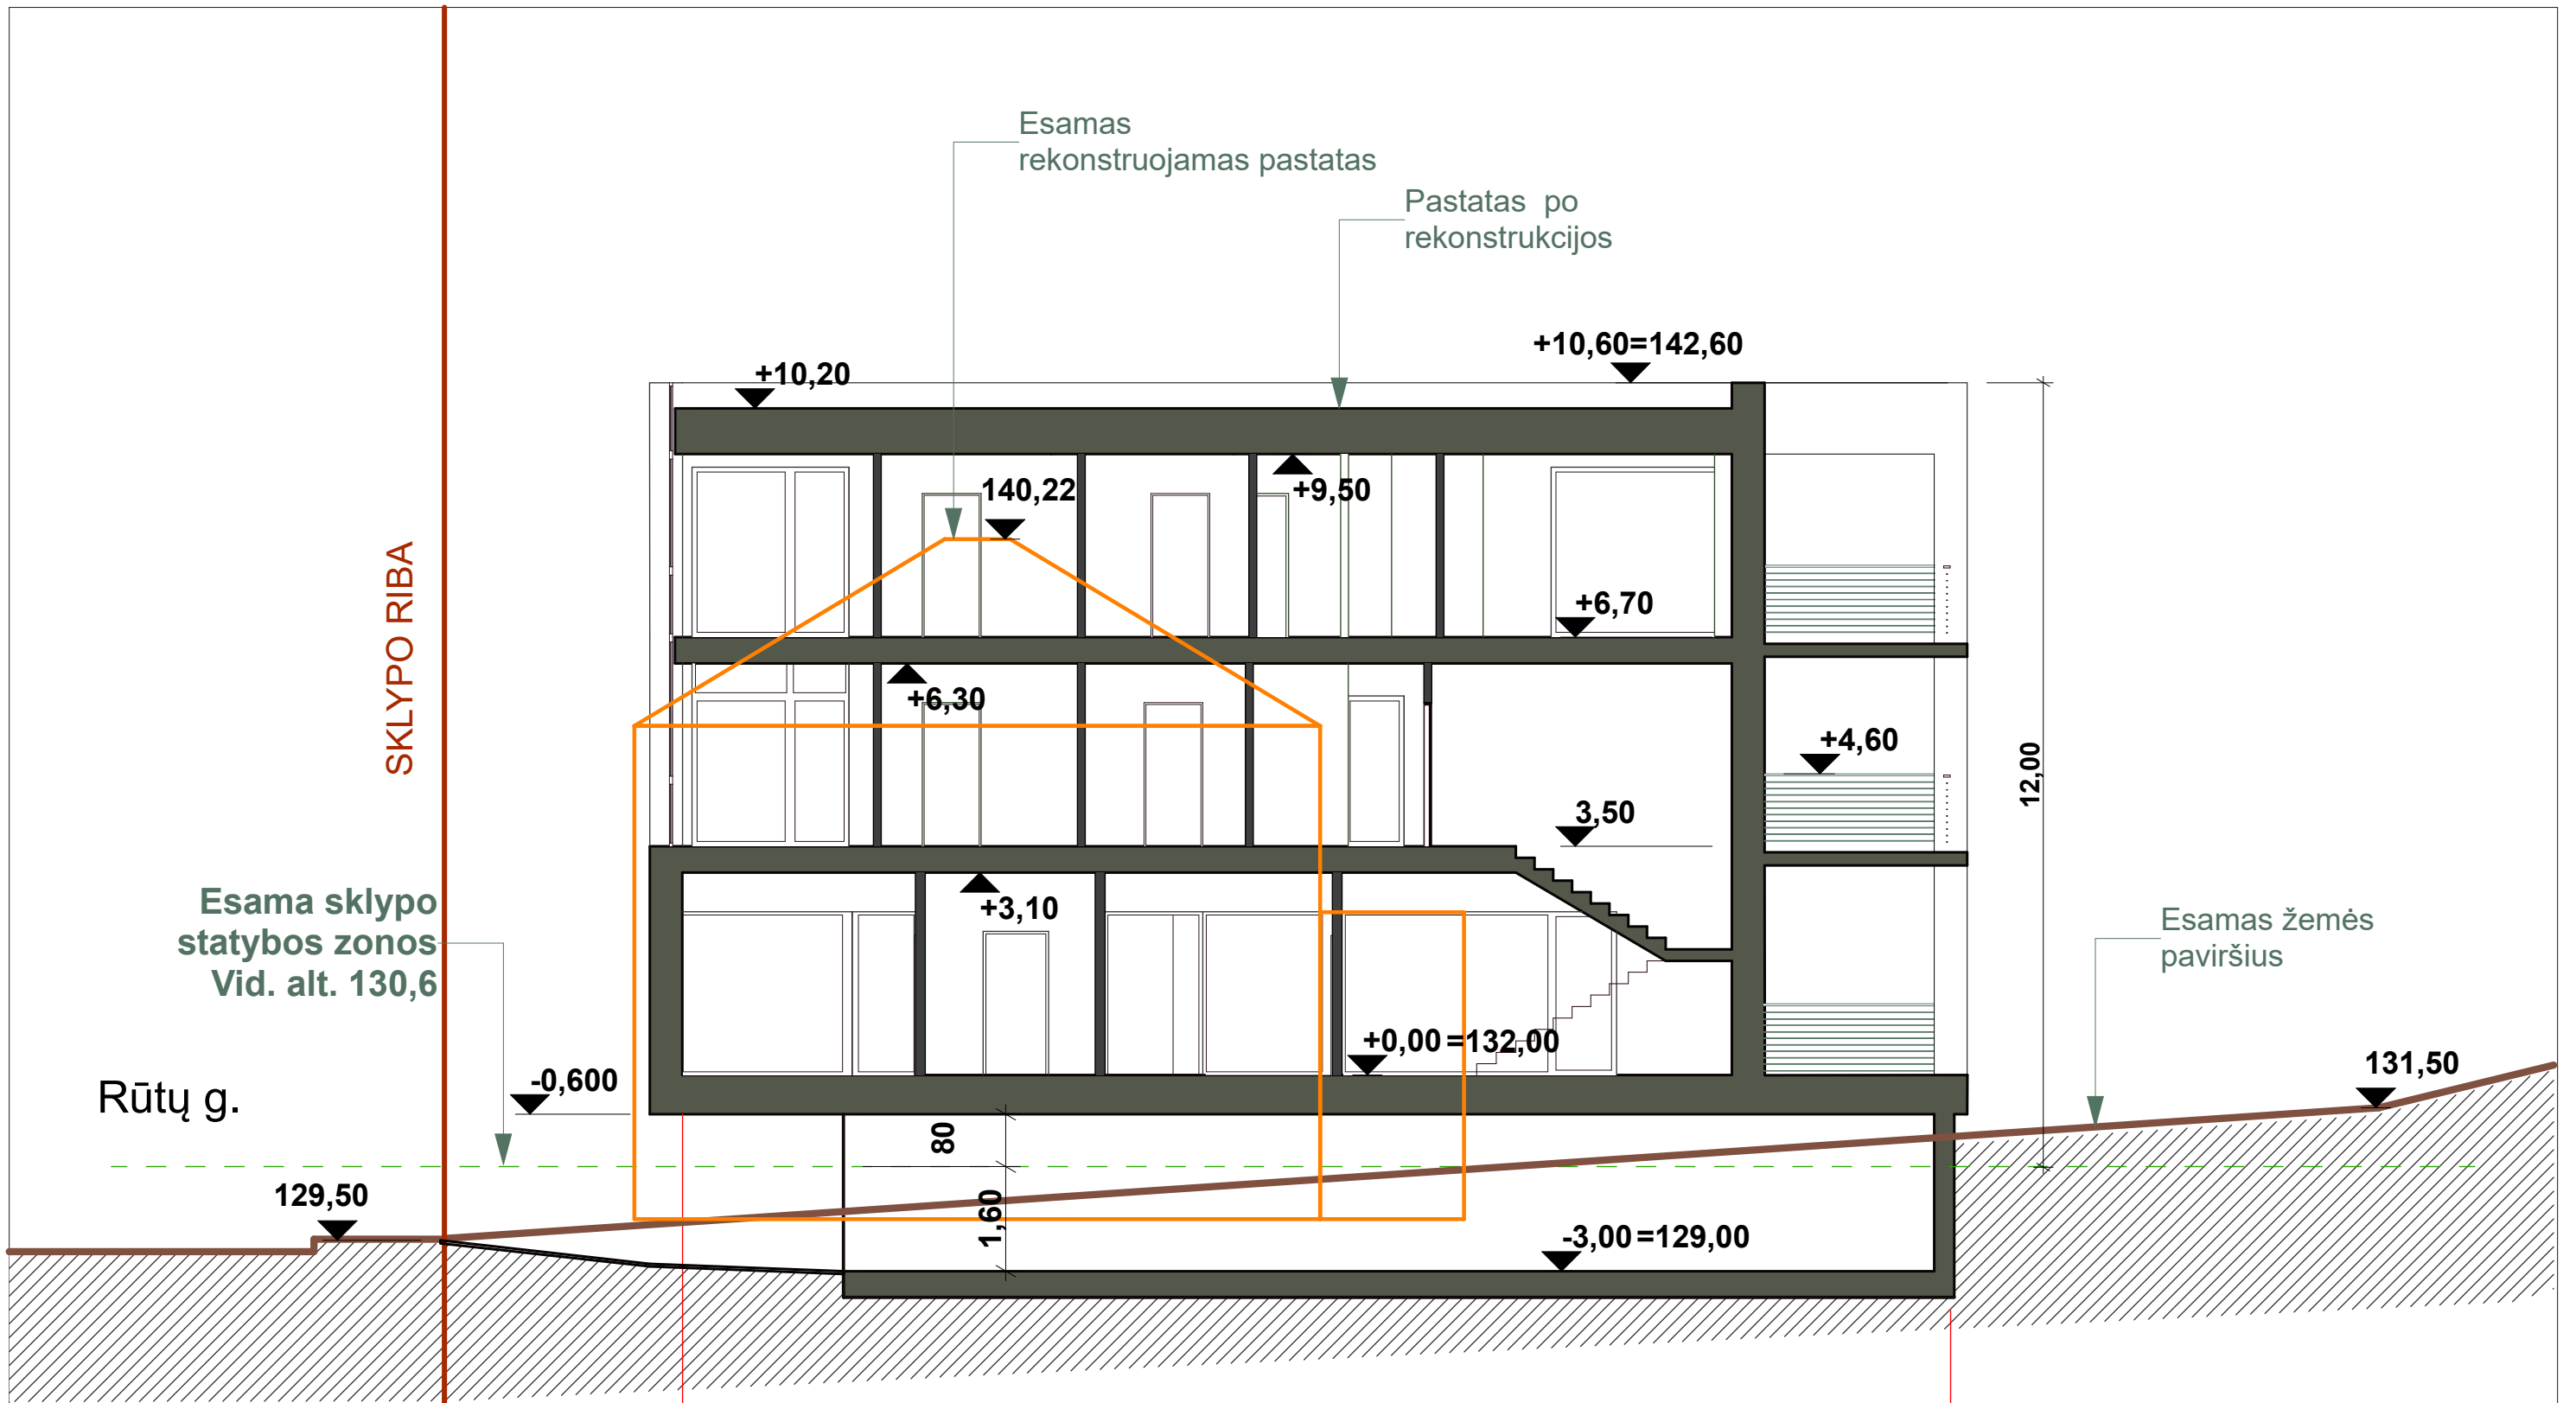 Esamas
rekonstruojamas pastatas
Pastatas po
rekonstrukcijos
+10,60=142,60
+10,20
140,22
+9,50
SKLYPO RIBA
+6,70
+6,30
+4,60
12,00
3,50
Esama sklypo
statybos zonos
Vid. alt. 130,6
+3,10
Esamas žemės
paviršius
+0,00=132,00
131,50
-0,600
Rūtų g.
80
129,50
1,60
-3,00=129,00